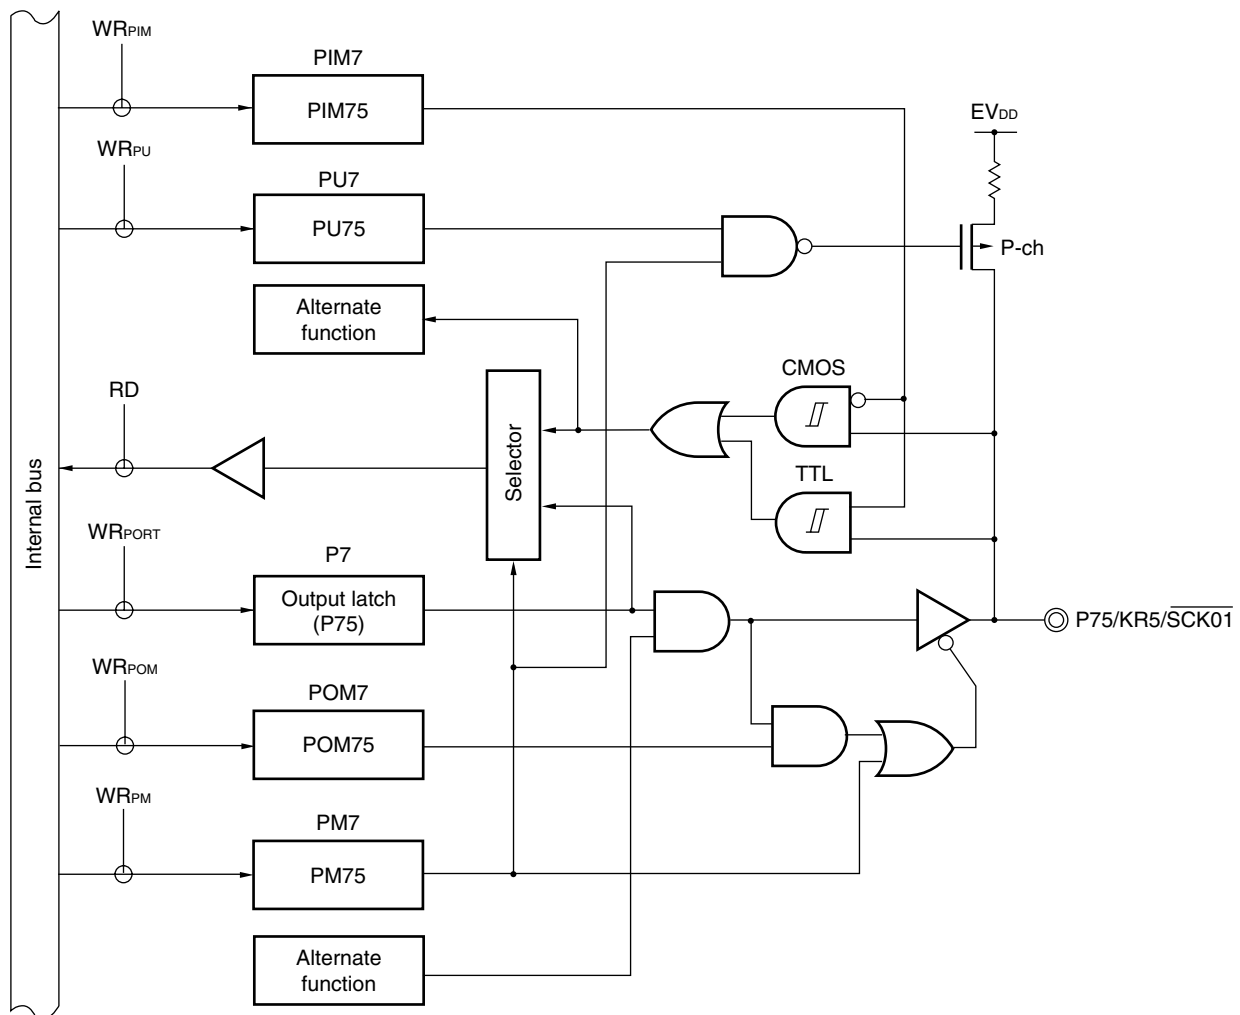 WRPIM
PIM7
PIM75
EVDD
WRPU
PU7
PU75
P-ch
Alternate
function
CMOS
RD
Selector
TTL
Internal bus
WRPORT
P7
Output latch
(P75)
P75/KR5/SCK01
WRPOM
POM7
POM75
WRPM
PM7
PM75
Alternate
function